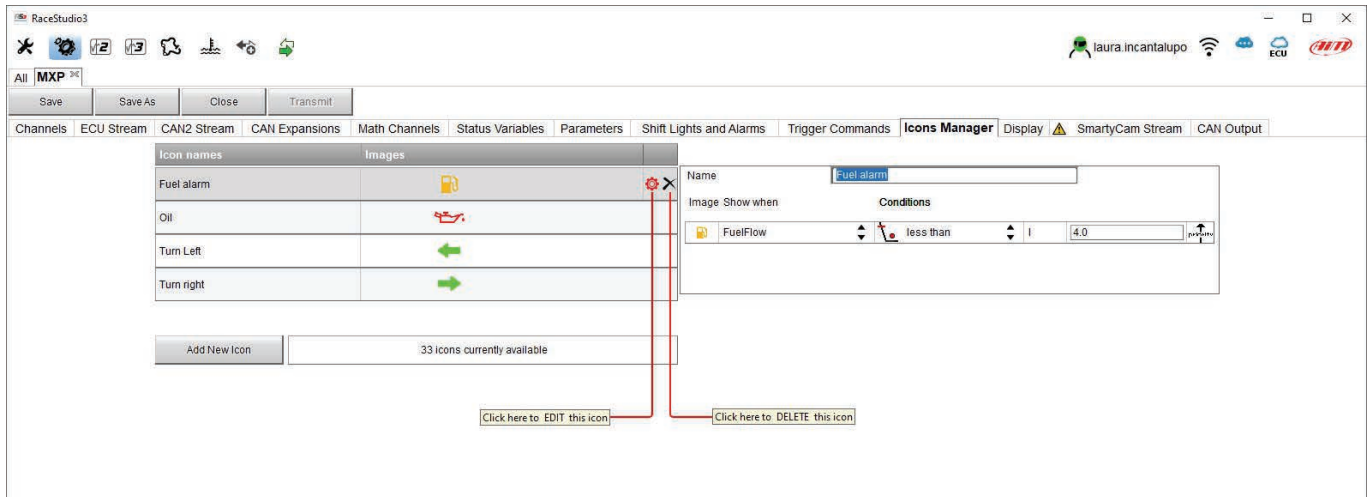 RaceStudio3
laura.incantalupo ECU AiM
All MXP
Save Save As Close Transmit
Channels ECU Stream CAN2 Stream CAN Expansions Math Channels Status Variables Parameters Shift Lights and Alarms Trigger Commands Icons Manager Display SmartyCam Stream CAN Output
Icon names Images
Fuel alarm
Oil
Turn Left
Turn right
Add New Icon 33 icons currently available
Name Fuel alarm
Image Show when Conditions
FuelFlow less than l 4.0 priority
Click here to EDIT this icon
Click here to DELETE this icon